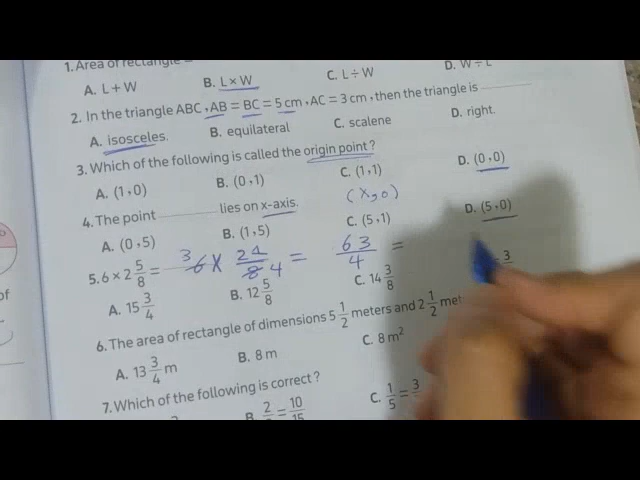 1. Area of rectangle =
A. L + W B. L × W C. L ÷ W D. W ÷ L
2. In the triangle ABC, AB = BC = 5 cm, AC = 3 cm, then the triangle is
A. isosceles. B. equilateral C. scalene D. right.
3. Which of the following is called the origin point?
A. (1,0) B. (0,1) C. (1,1) D. (0,0)
(x,0)
4. The point lies on x-axis.
A. (0,5) B. (1,5) C. (5,1) D. (5,0)
5. 6 × 2 5/8 = 3 6 × 21/8 4 = 63/4 =
A. 15 3/4 B. 12 5/8 C. 14 3/8 3
6. The area of rectangle of dimensions 5 1/2 meters and 2 1/2
A. 13 3/4 m B. 8 m C. 8 m²
7. Which of the following is correct?
B. 2/ = 10/15 C. 1/5 = 3/
of